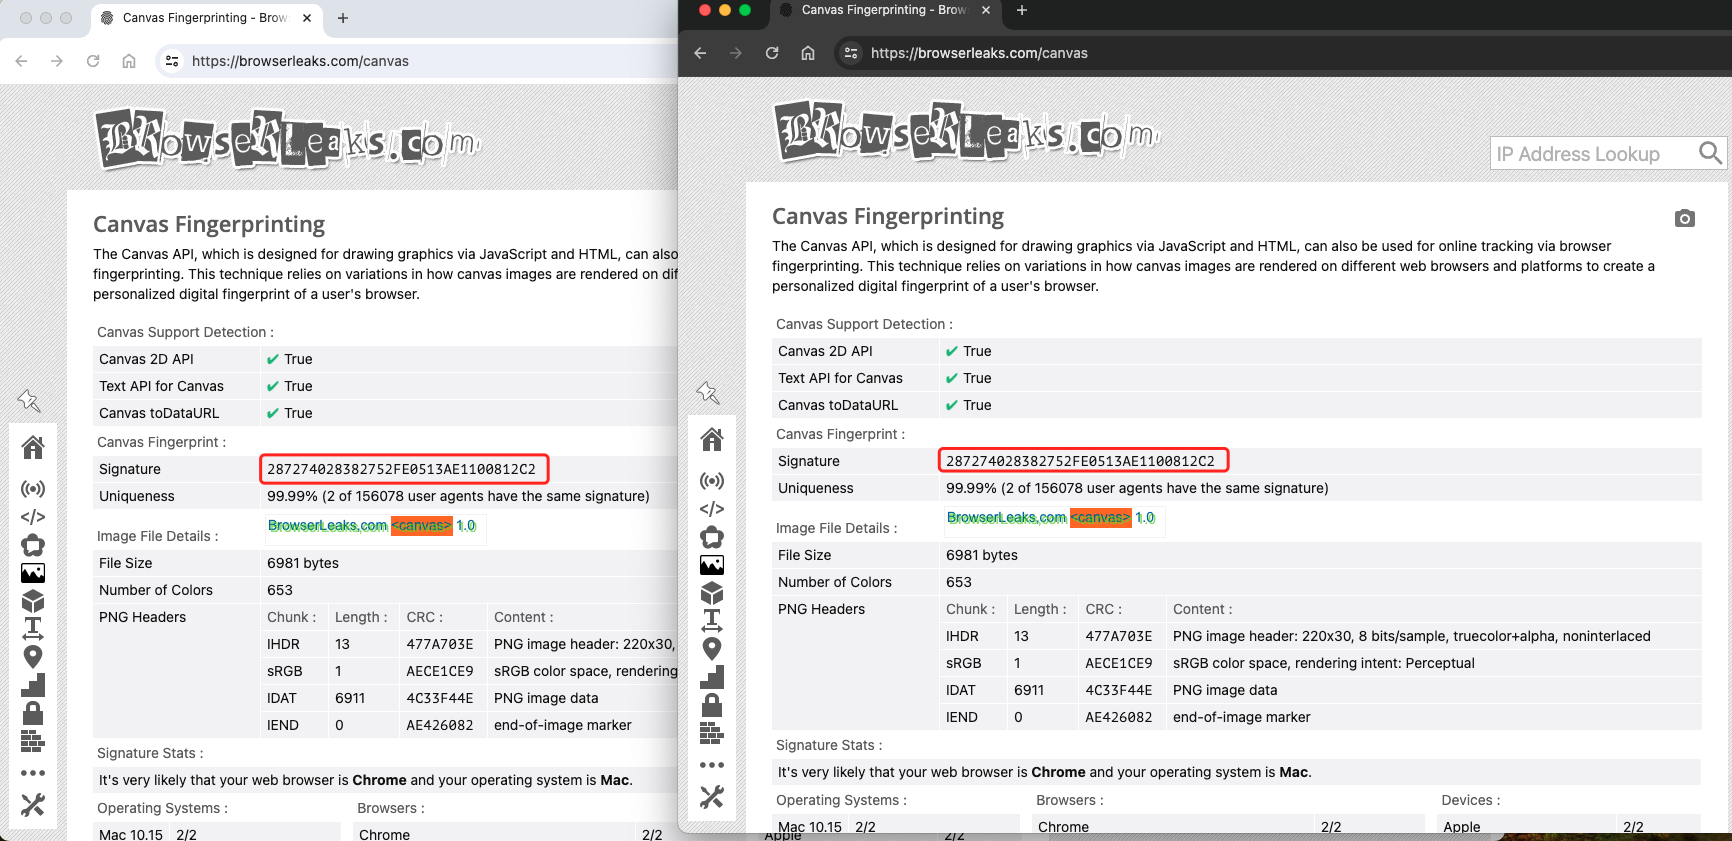 Canvas Fingerprinting - Brow
https://browserleaks.com/canvas
BROwseRLeaks.com
Canvas Fingerprinting
The Canvas API, which is designed for drawing graphics via JavaScript and HTML, can also
fingerprinting. This technique relies on variations in how canvas images are rendered on dif
personalized digital fingerprint of a user's browser.
Canvas Support Detection :
Canvas 2D API ✔ True
Text API for Canvas ✔ True
Canvas toDataURL ✔ True
Canvas Fingerprint :
Signature 287274028382752FE0513AE1100812C2
Uniqueness 99.99% (2 of 156078 user agents have the same signature)
BrowserLeaks,com <canvas> 1.0
Image File Details :
File Size 6981 bytes
Number of Colors 653
PNG Headers Chunk : Length : CRC : Content :
IHDR 13 477A703E PNG image header: 220x30,
sRGB 1 AECE1CE9 sRGB color space, rendering
IDAT 6911 4C33F44E PNG image data
IEND 0 AE426082 end-of-image marker
Signature Stats :
It's very likely that your web browser is Chrome and your operating system is Mac.
Operating Systems : Browsers :
Mac 10.15 2/2 Chrome 2/2
Canvas Fingerprinting - Brow
https://browserleaks.com/canvas
BROwseRLeaks.com
IP Address Lookup
Canvas Fingerprinting
The Canvas API, which is designed for drawing graphics via JavaScript and HTML, can also be used for online tracking via browser
fingerprinting. This technique relies on variations in how canvas images are rendered on different web browsers and platforms to create a
personalized digital fingerprint of a user's browser.
Canvas Support Detection :
Canvas 2D API ✔ True
Text API for Canvas ✔ True
Canvas toDataURL ✔ True
Canvas Fingerprint :
Signature 287274028382752FE0513AE1100812C2
Uniqueness 99.99% (2 of 156078 user agents have the same signature)
BrowserLeaks,com <canvas> 1.0
Image File Details :
File Size 6981 bytes
Number of Colors 653
PNG Headers Chunk : Length : CRC : Content :
IHDR 13 477A703E PNG image header: 220x30, 8 bits/sample, truecolor+alpha, noninterlaced
sRGB 1 AECE1CE9 sRGB color space, rendering intent: Perceptual
IDAT 6911 4C33F44E PNG image data
IEND 0 AE426082 end-of-image marker
Signature Stats :
It's very likely that your web browser is Chrome and your operating system is Mac.
Operating Systems : Browsers : Devices :
Mac 10.15 2/2 Chrome 2/2 Apple 2/2
Apple 2/2